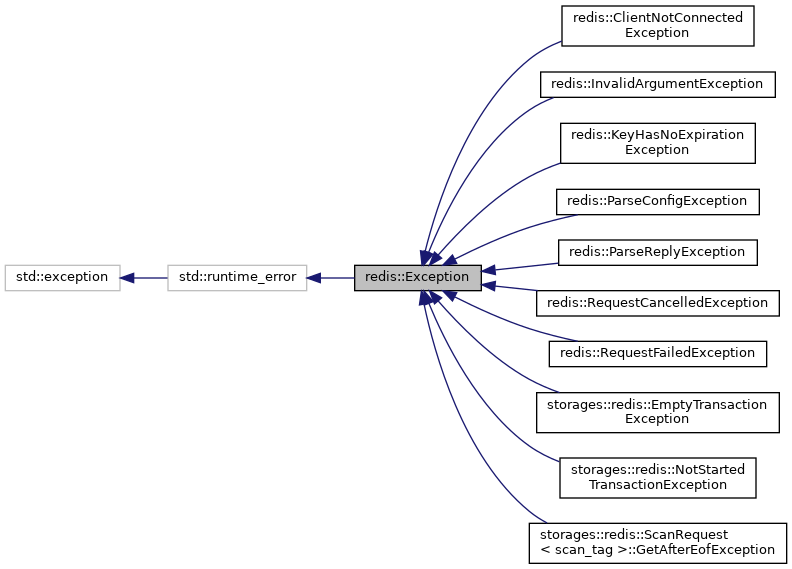 redis::ClientNotConnected
Exception
redis::InvalidArgumentException
redis::KeyHasNoExpiration
Exception
redis::ParseConfigException
redis::ParseReplyException
std::exception
std::runtime_error
redis::Exception
redis::RequestCancelledException
redis::RequestFailedException
storages::redis::EmptyTransaction
Exception
storages::redis::NotStarted
TransactionException
storages::redis::ScanRequest
< scan_tag >::GetAfterEofException